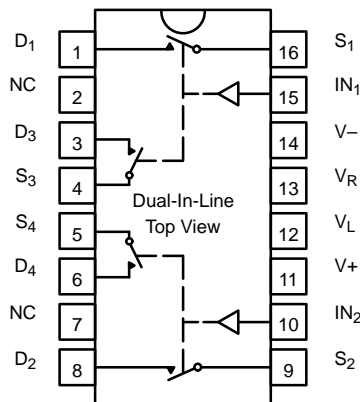 D1 1 16 S1
NC 2 15 IN1
D3 3 14 V–
S3 4 13 VR
Dual-In-Line
Top View
S4 5 12 VL
D4 6 11 V+
NC 7 10 IN2
D2 8 9 S2